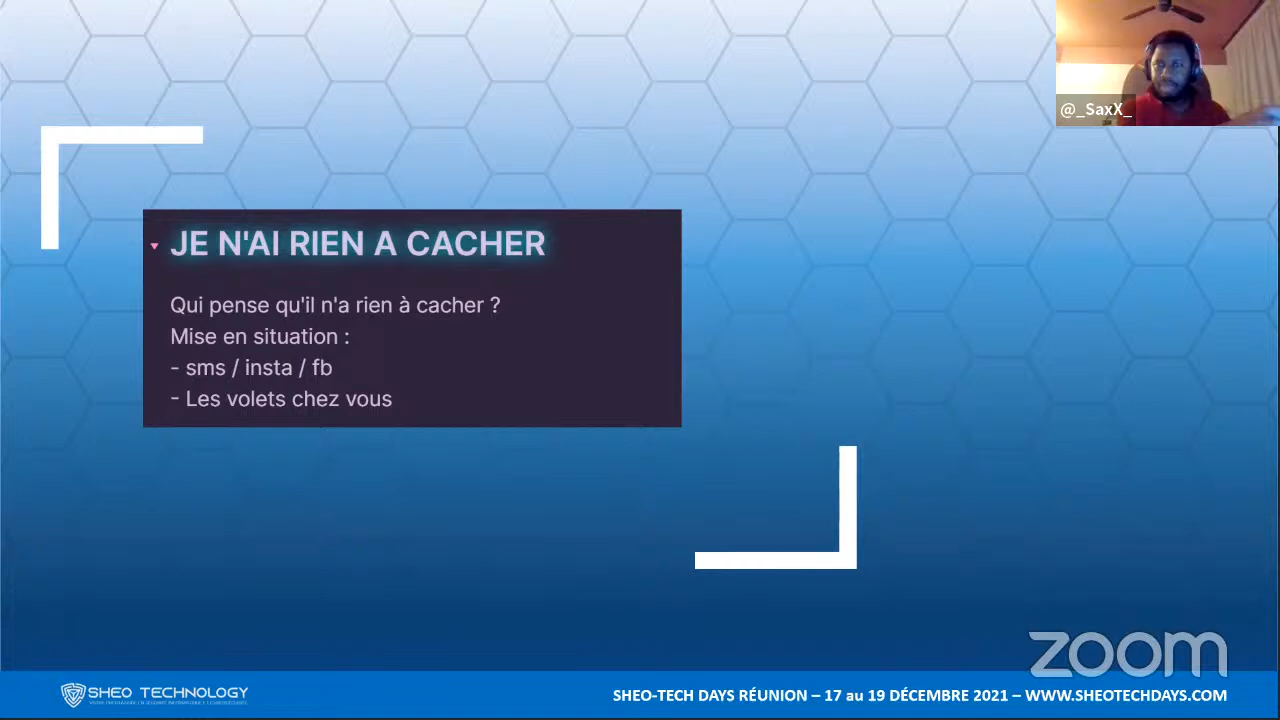 @_SaxX_
JE N'AI RIEN A CACHER
Qui pense qu'il n'a rien à cacher ?
Mise en situation :
- sms / insta / fb
- Les volets chez vous
zoom
SHEO TECHNOLOGY
SHEO-TECH DAYS RÉUNION – 17 au 19 DÉCEMBRE 2021 – WWW.SHEOTECHDAYS.COM